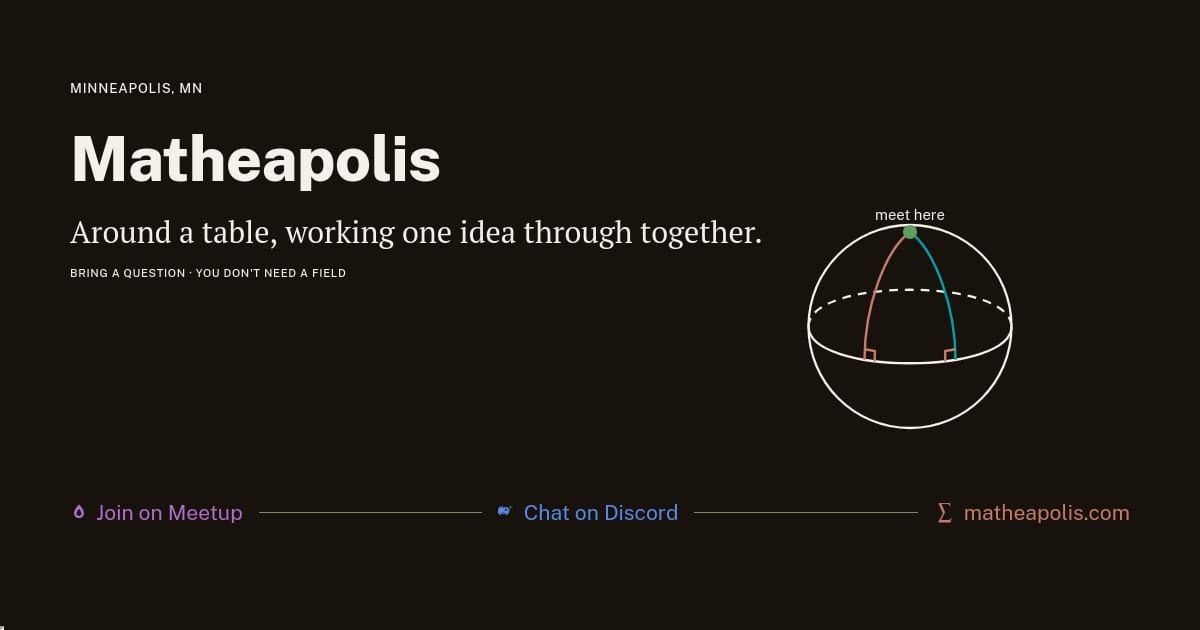 MINNEAPOLIS, MN
Matheapolis
Around a table, working one idea through together.
BRING A QUESTION · YOU DON'T NEED A FIELD
meet here
Join on Meetup
Chat on Discord
∑ matheapolis.com